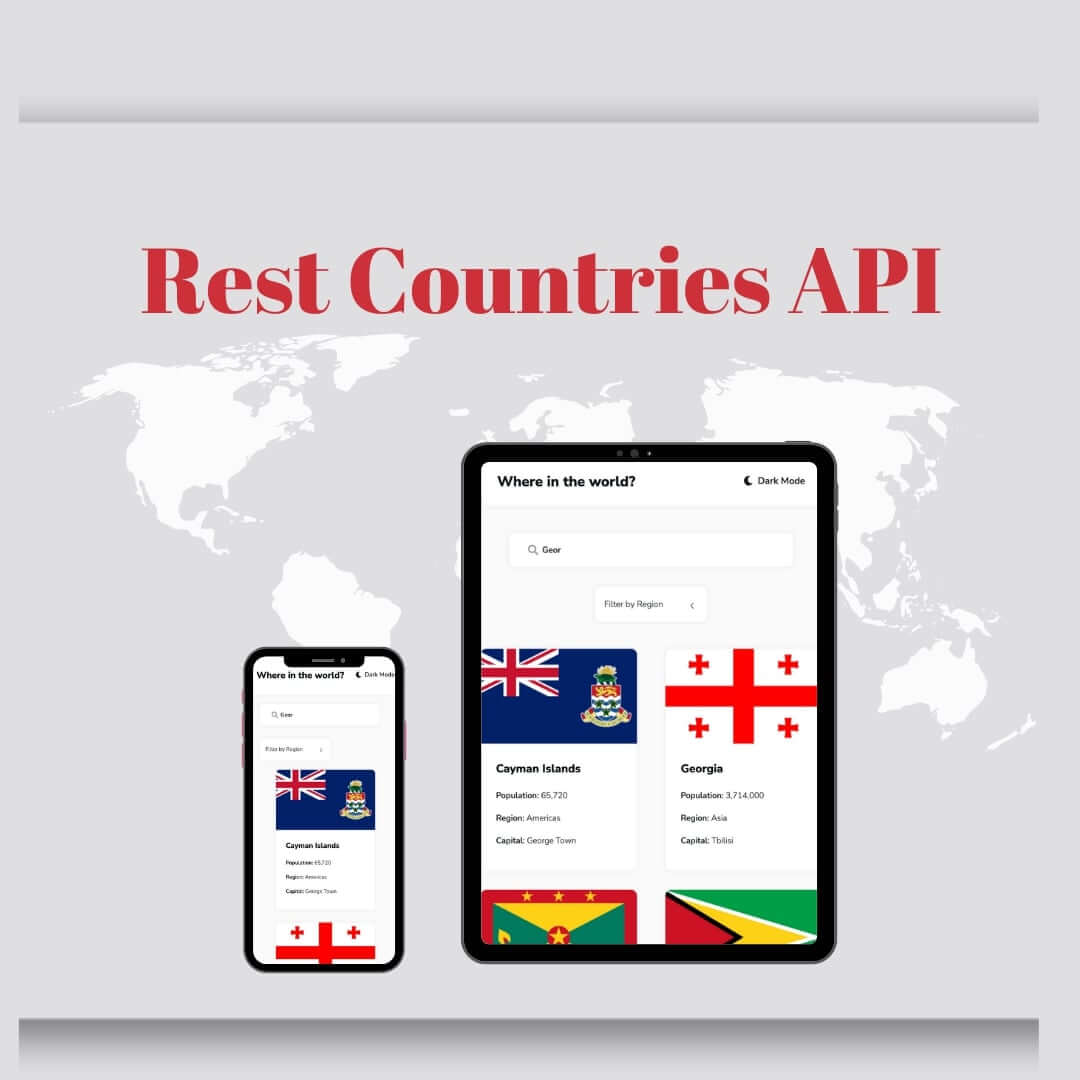 Rest Countries API
Where in the world? Dark Mode
Geor
Filter by Region
Cayman Islands Georgia
Population: 65,720 Population: 3,714,000
Region: Americas Region: Asia
Capital: George Town Capital: Tbilisi
Where in the world? Dark Mode
Geor
Filter by Region
Cayman Islands
Population: 65,720
Region: Americas
Capital: George Town